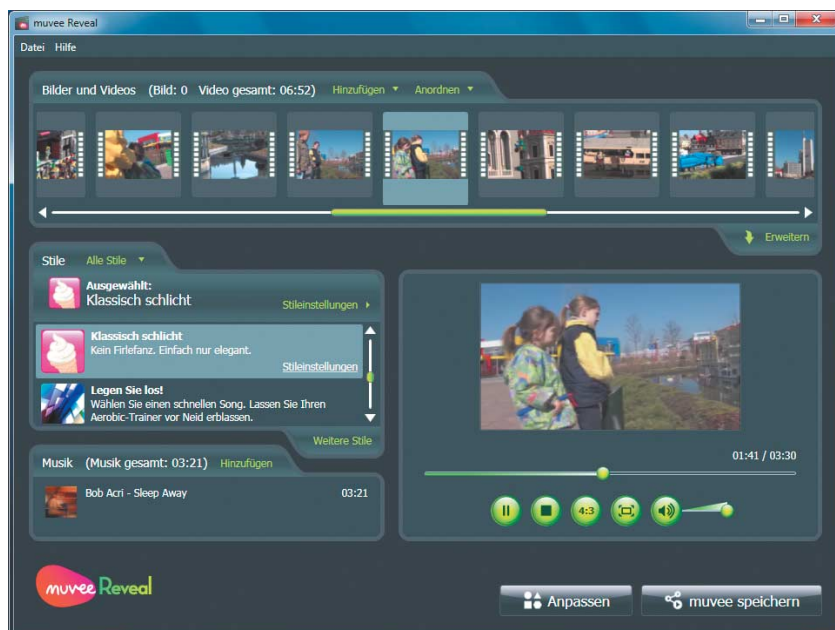 muvee Reveal
Datei Hilfe
Bilder und Videos (Bild: 0 Video gesamt: 06:52) Hinzufügen Anordnen
Erweitern
Stile Alle Stile
Ausgewählt:
Klassisch schlicht
Stileinstellungen
Klassisch schlicht
Kein Firlefanz. Einfach nur elegant.
Stileinstellungen
Legen Sie los!
Wählen Sie einen schnellen Song. Lassen Sie Ihren
Aerobic-Trainer vor Neid erblassen.
Weitere Stile
Musik (Musik gesamt: 03:21) Hinzufügen
Bob Acri - Sleep Away 03:21
01:41 / 03:30
4:3
muvee Reveal
Anpassen
muvee speichern